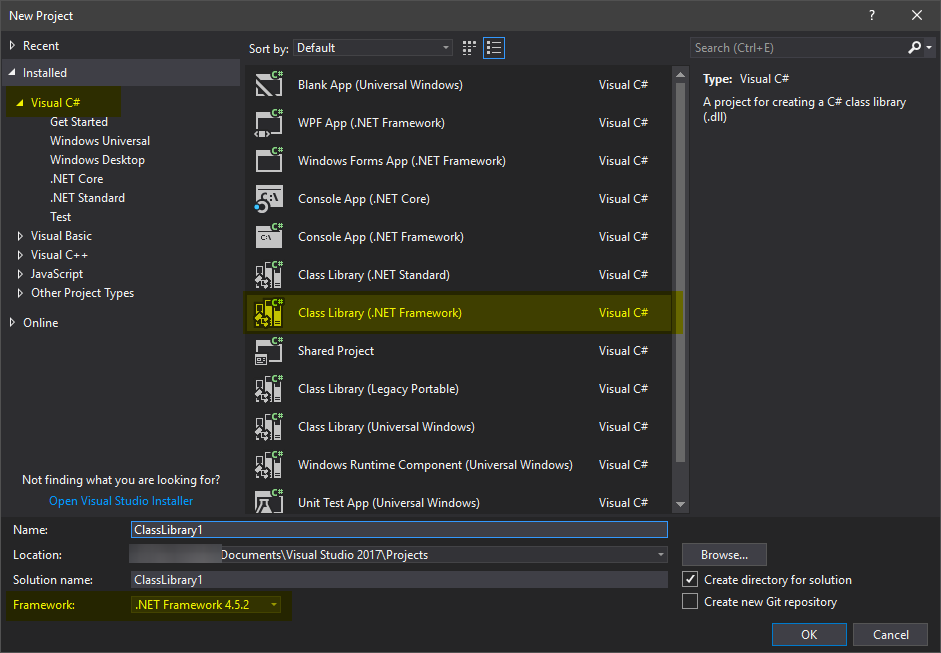 New Project
?
Recent
Installed
Visual C#
Get Started
Windows Universal
Windows Desktop
.NET Core
.NET Standard
Test
Visual Basic
Visual C++
JavaScript
Other Project Types
Online
Not finding what you are looking for?
Open Visual Studio Installer
Sort by: Default
Blank App (Universal Windows) Visual C#
WPF App (.NET Framework) Visual C#
Windows Forms App (.NET Framework) Visual C#
Console App (.NET Core) Visual C#
Console App (.NET Framework) Visual C#
Class Library (.NET Standard) Visual C#
Class Library (.NET Framework) Visual C#
Shared Project Visual C#
Class Library (Legacy Portable) Visual C#
Class Library (Universal Windows) Visual C#
Windows Runtime Component (Universal Windows) Visual C#
Unit Test App (Universal Windows) Visual C#
Search (Ctrl+E)
Type: Visual C#
A project for creating a C# class library
(.dll)
Name: ClassLibrary1
Location: Documents\Visual Studio 2017\Projects
Browse...
Solution name: ClassLibrary1
Create directory for solution
Framework: .NET Framework 4.5.2
Create new Git repository
OK Cancel